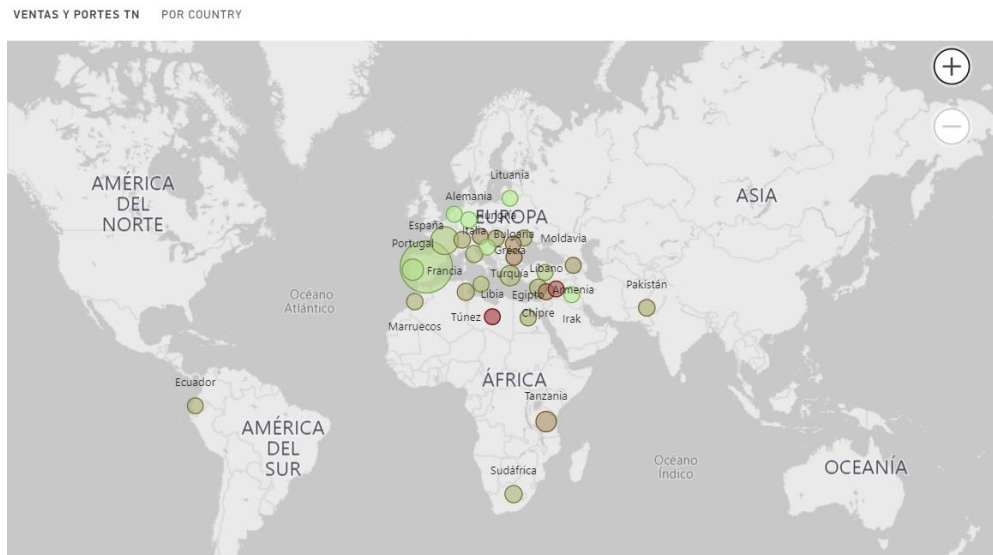 VENTAS Y PORTES TN POR COUNTRY
Lituania
AMÉRICA
DEL
NORTE
Alemania
ASIA
Hungría
EUROPA
España
Italia
Bulgaria
Moldavia
Portugal
Grecia
Francia
Turquía
Líbano
Pakistán
Océano
Atlántico
Libia
Egipto
Armenia
Marruecos
Túnez
Chipre
Irak
Ecuador
ÁFRICA
Tanzania
AMÉRICA
DEL
SUR
Océano
Índico
OCEANÍA
Sudáfrica